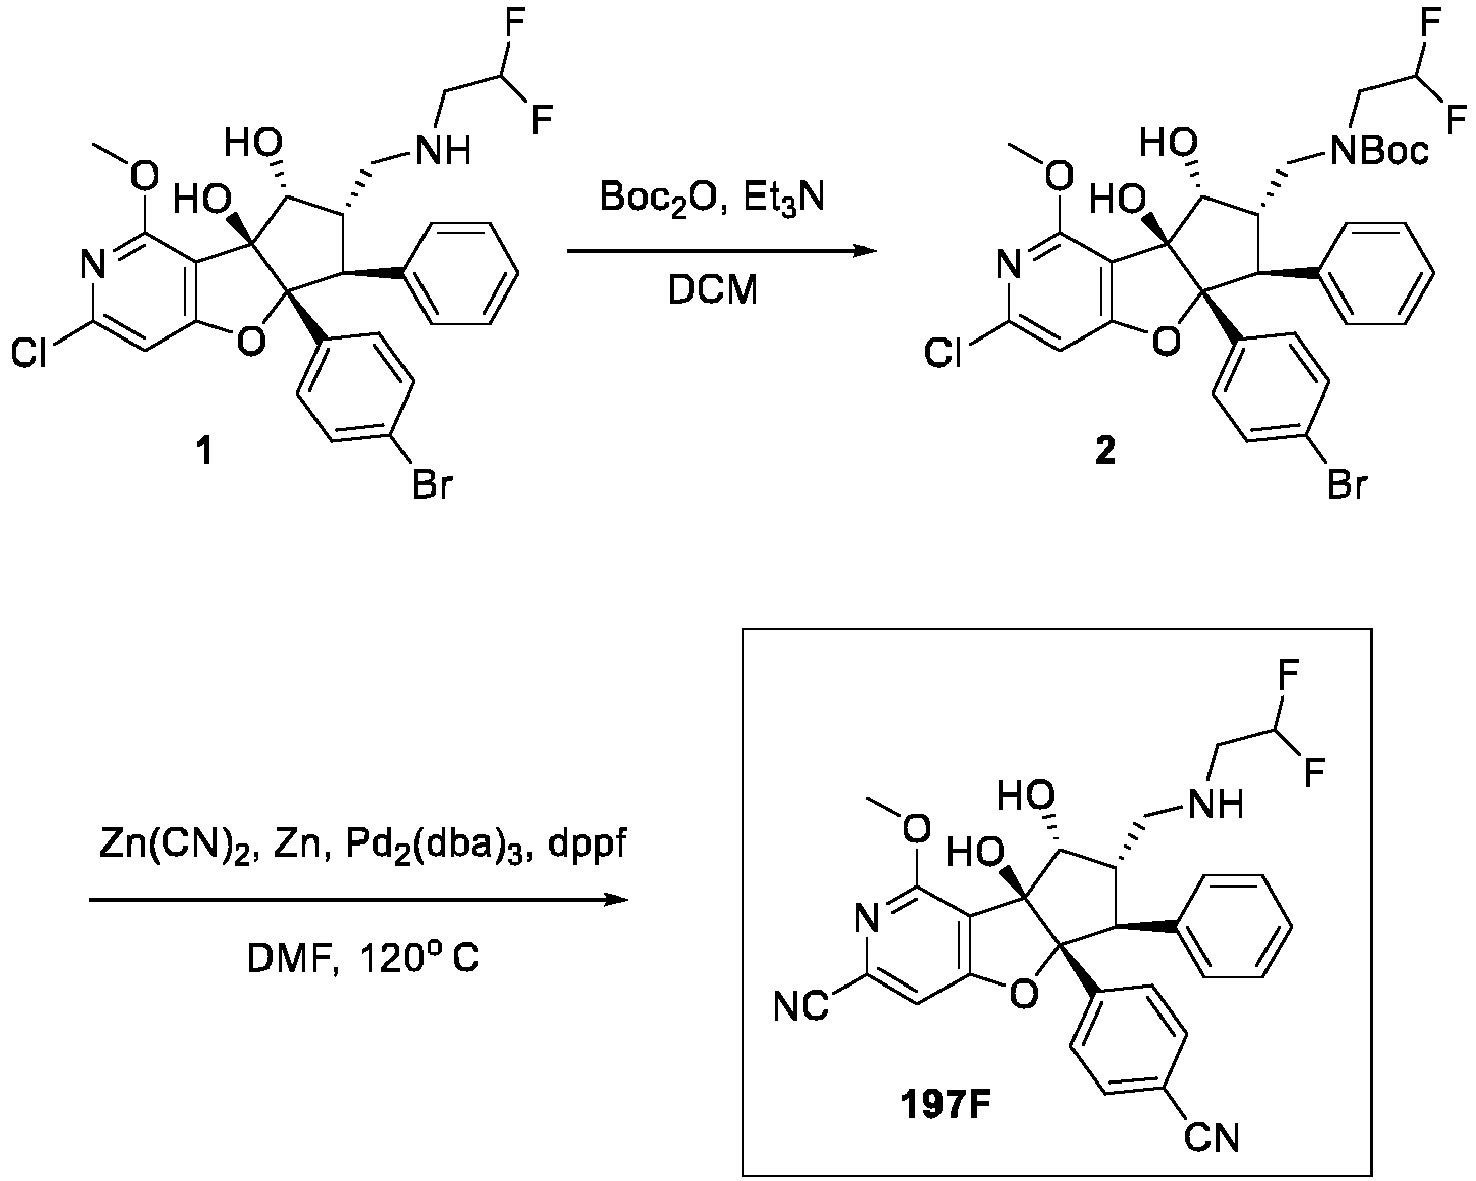 F
F
NH
HO
O
HO
N
Cl
O
Br
1
Boc₂O, Et₃N
DCM
F
F
NBoc
HO
O
HO
N
Cl
O
Br
2
Zn(CN)₂, Zn, Pd₂(dba)₃, dppf
DMF, 120⁰ C
F
F
NH
HO
O
HO
N
NC
O
CN
197F